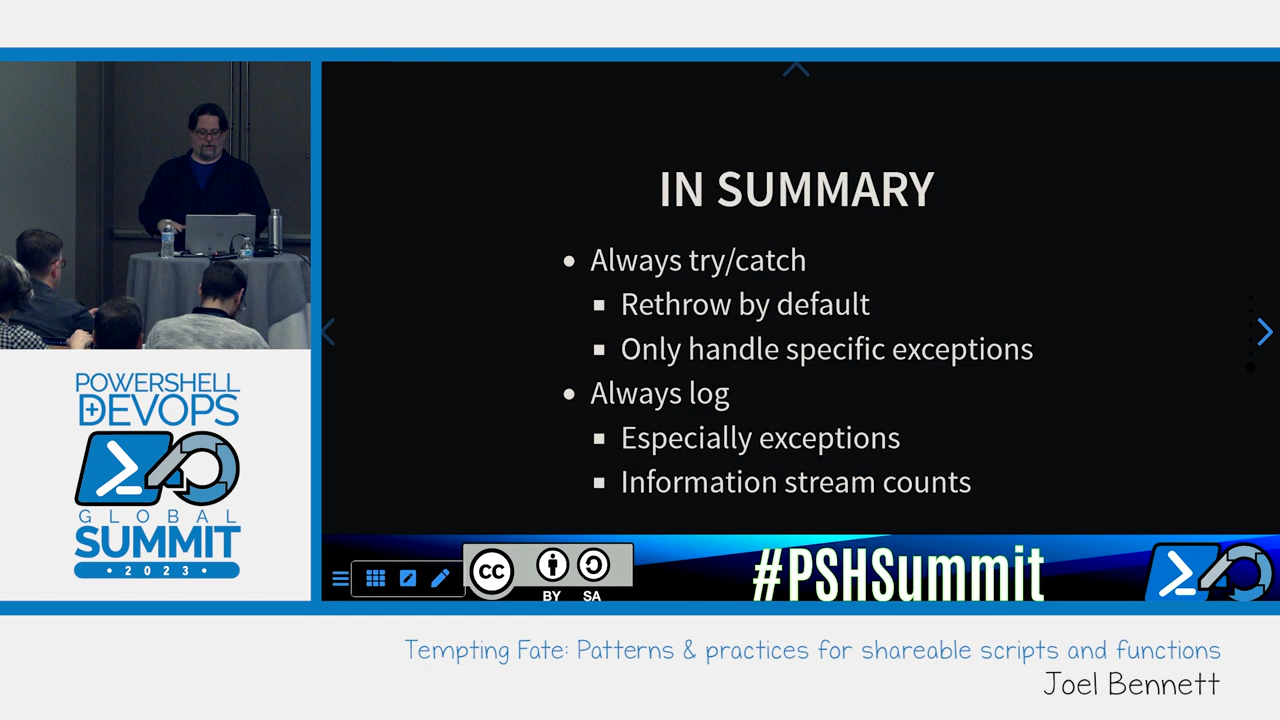 IN SUMMARY
Always try/catch
Rethrow by default
Only handle specific exceptions
Always log
Especially exceptions
Information stream counts
POWERSHELL
DEVOPS
GLOBAL
SUMMIT
• 2023 •
CC
BY SA
#PSHSummit
Tempting Fate: Patterns & practices for shareable scripts and functions
Joel Bennett